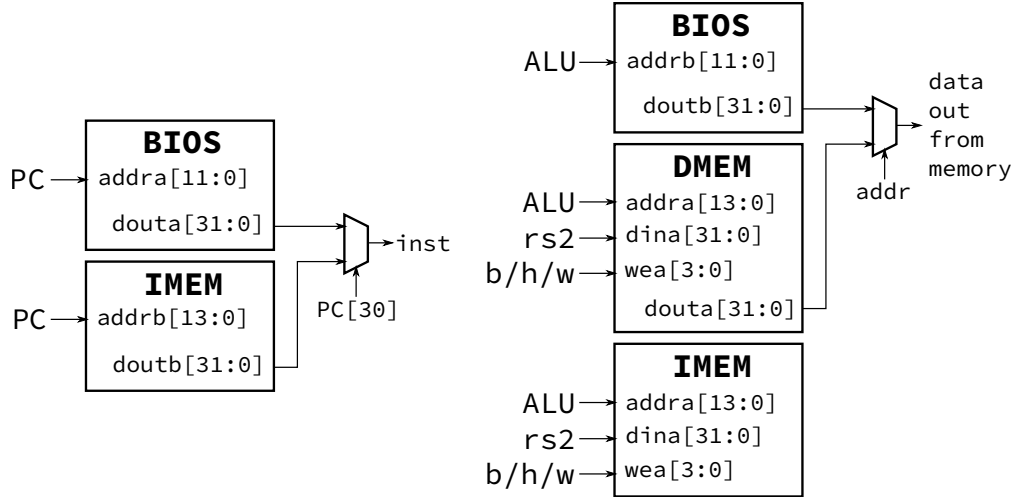 BIOS
PC
addra[11:0]
douta[31:0]
IMEM
PC
addrb[13:0]
doutb[31:0]
inst
PC[30]
BIOS
ALU
addrb[11:0]
doutb[31:0]
DMEM
ALU
addra[13:0]
rs2
dina[31:0]
b/h/w
wea[3:0]
douta[31:0]
addr
data
out
from
memory
IMEM
ALU
addra[13:0]
rs2
dina[31:0]
b/h/w
wea[3:0]